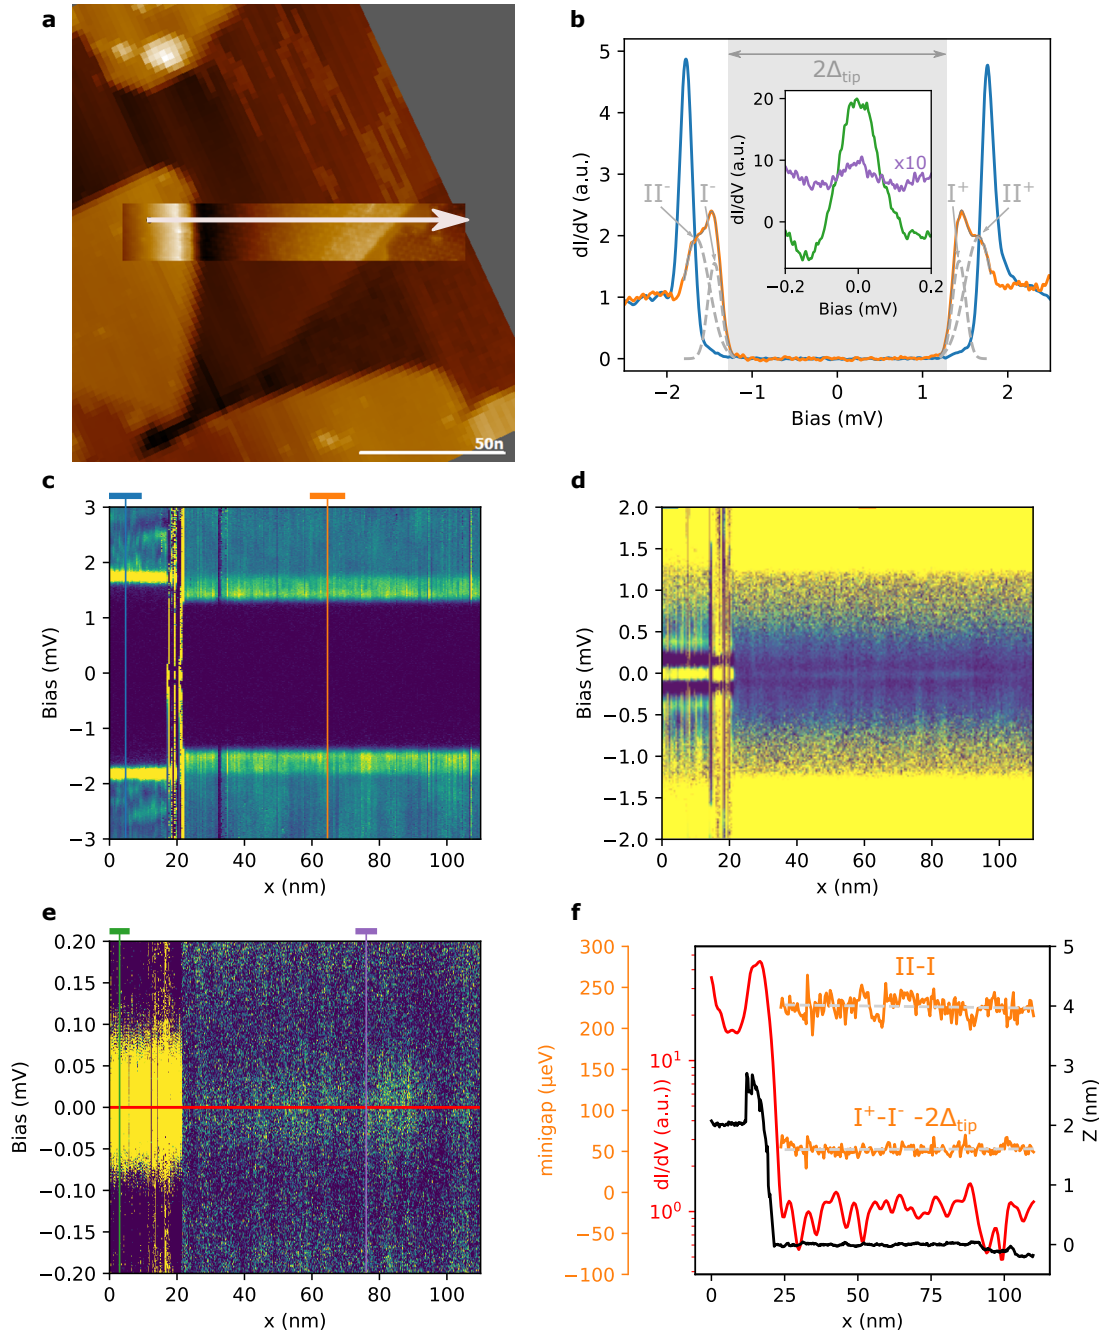 a
50n
b
5
4
3
2
1
0
dI/dV (a.u.)
2Δtip
II⁻
I⁻
I⁺
II⁺
20
10
0
dI/dV (a.u.)
x10
−0.2
0.0
0.2
Bias (mV)
−2
−1
0
1
2
Bias (mV)
c
3
2
1
0
−1
−2
−3
Bias (mV)
0
20
40
60
80
100
x (nm)
d
2.0
1.5
1.0
0.5
0.0
−0.5
−1.0
−1.5
−2.0
Bias (mV)
0
20
40
60
80
100
x (nm)
e
0.20
0.15
0.10
0.05
0.00
−0.05
−0.10
−0.15
−0.20
Bias (mV)
0
20
40
60
80
100
x (nm)
f
300
250
200
150
100
50
0
−50
−100
minigap (μeV)
10¹
10⁰
dI/dV (a.u.))
II-I
I⁺-I⁻ -2Δtip
5
4
3
2
1
0
Z (nm)
0
25
50
75
100
x (nm)